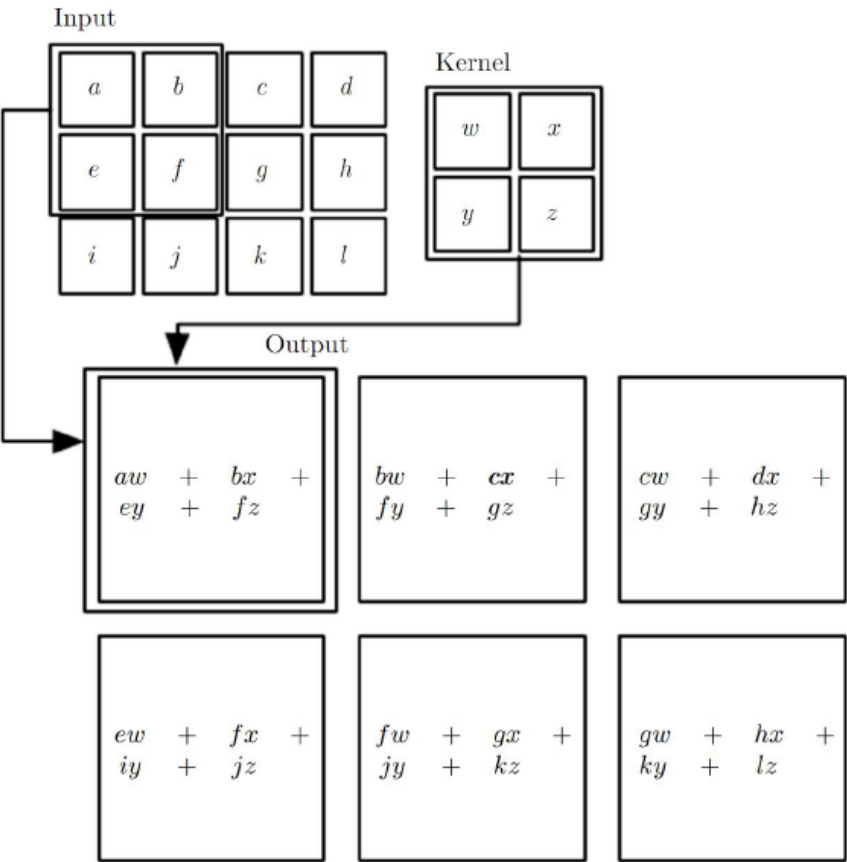 Input
Kernel
a b c d
w x
e f g h
y z
i j k l
Output
aw + bx +
ey + fz
bw + cx +
fy + gz
cw + dx +
gy + hz
ew + fx +
iy + jz
fw + gx +
jy + kz
gw + hx +
ky + lz